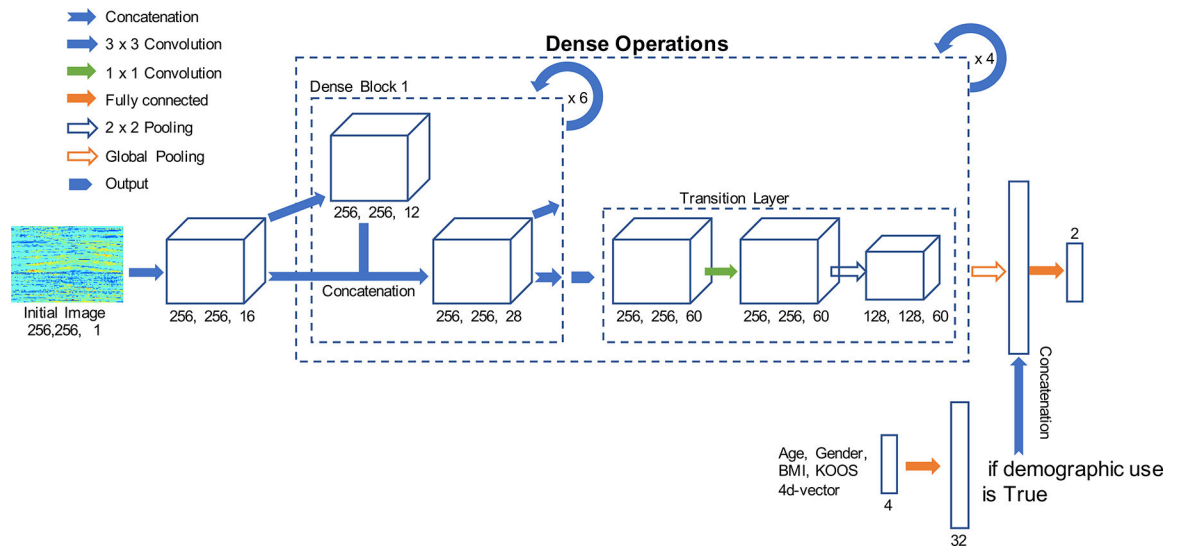 Concatenation
3 x 3 Convolution
1 x 1 Convolution
Fully connected
2 x 2 Pooling
Global Pooling
Output
Dense Operations
x 4
Dense Block 1
x 6
256, 256, 12
Transition Layer
Initial Image
256,256, 1
256, 256, 16
Concatenation
256, 256, 28
256, 256, 60
256, 256, 60
128, 128, 60
2
Concatenation
Age, Gender,
BMI, KOOS
4d-vector
4
32
if demographic use
is True